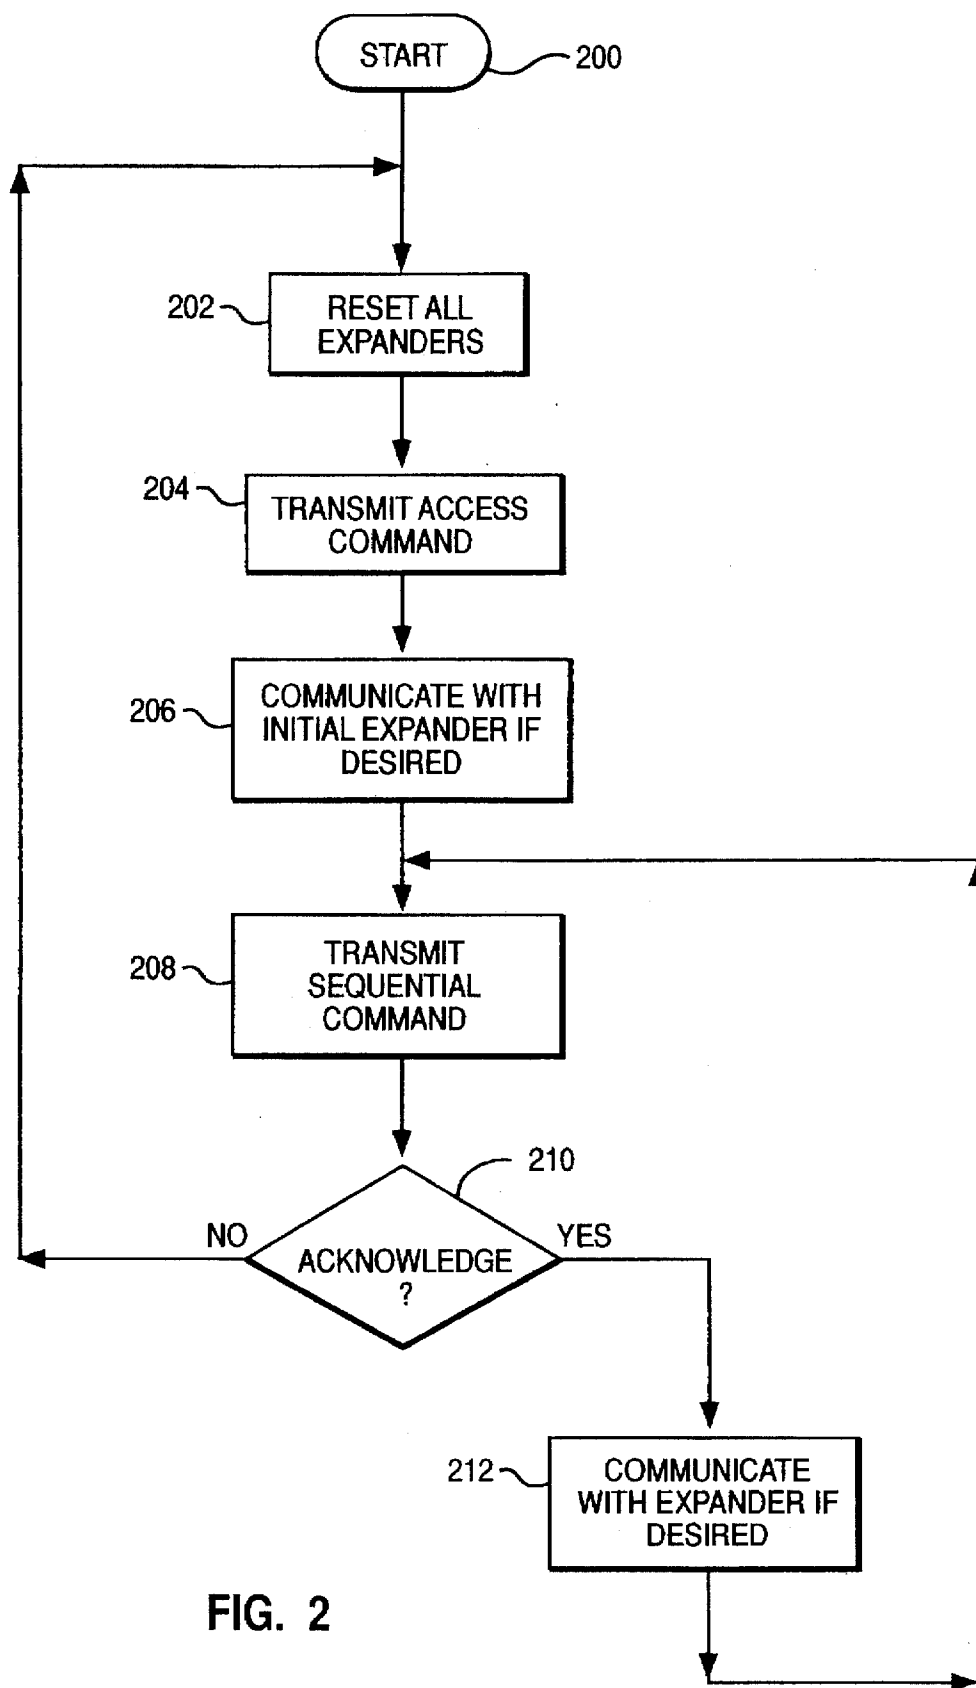 START
200
202
RESET ALL
EXPANDERS
204
TRANSMIT ACCESS
COMMAND
206
COMMUNICATE WITH
INITIAL EXPANDER IF
DESIRED
208
TRANSMIT
SEQUENTIAL
COMMAND
210
NO
YES
ACKNOWLEDGE
?
212
COMMUNICATE
WITH EXPANDER IF
DESIRED
FIG. 2